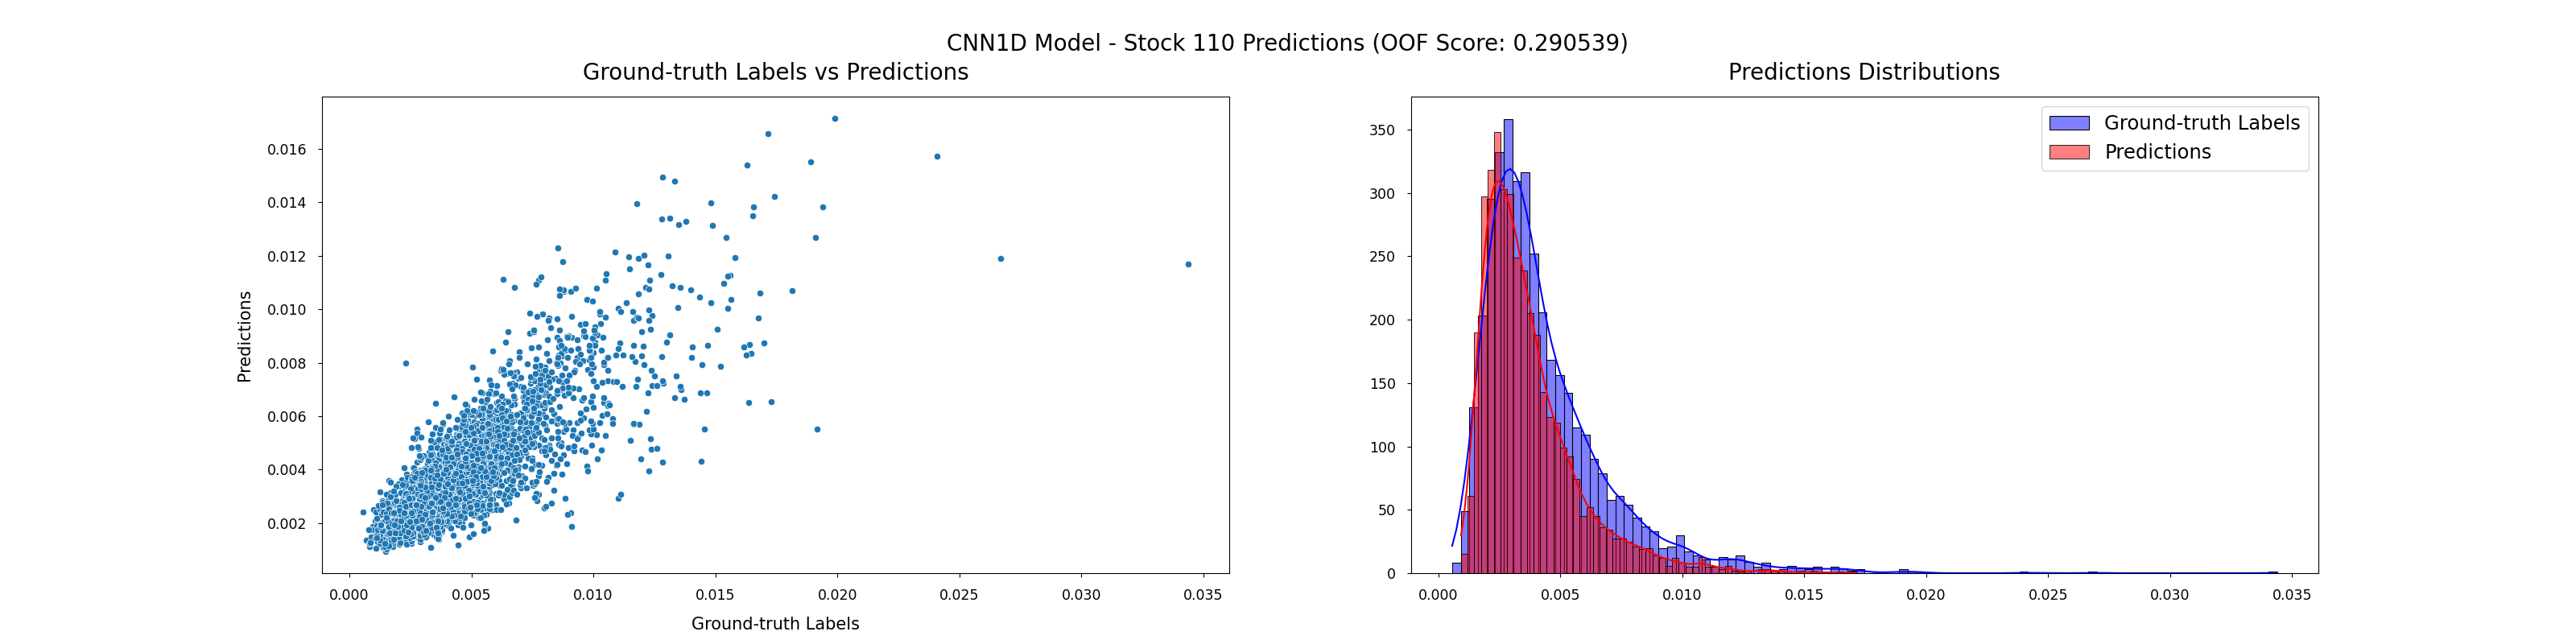 CNN1D Model - Stock 110 Predictions (OOF Score: 0.290539)
Ground-truth Labels vs Predictions
Predictions
0.016
0.014
0.012
0.010
0.008
0.006
0.004
0.002
0.000 0.005 0.010 0.015 0.020 0.025 0.030 0.035
Ground-truth Labels
Predictions Distributions
Ground-truth Labels
Predictions
350
300
250
200
150
100
50
0
0.000 0.005 0.010 0.015 0.020 0.025 0.030 0.035